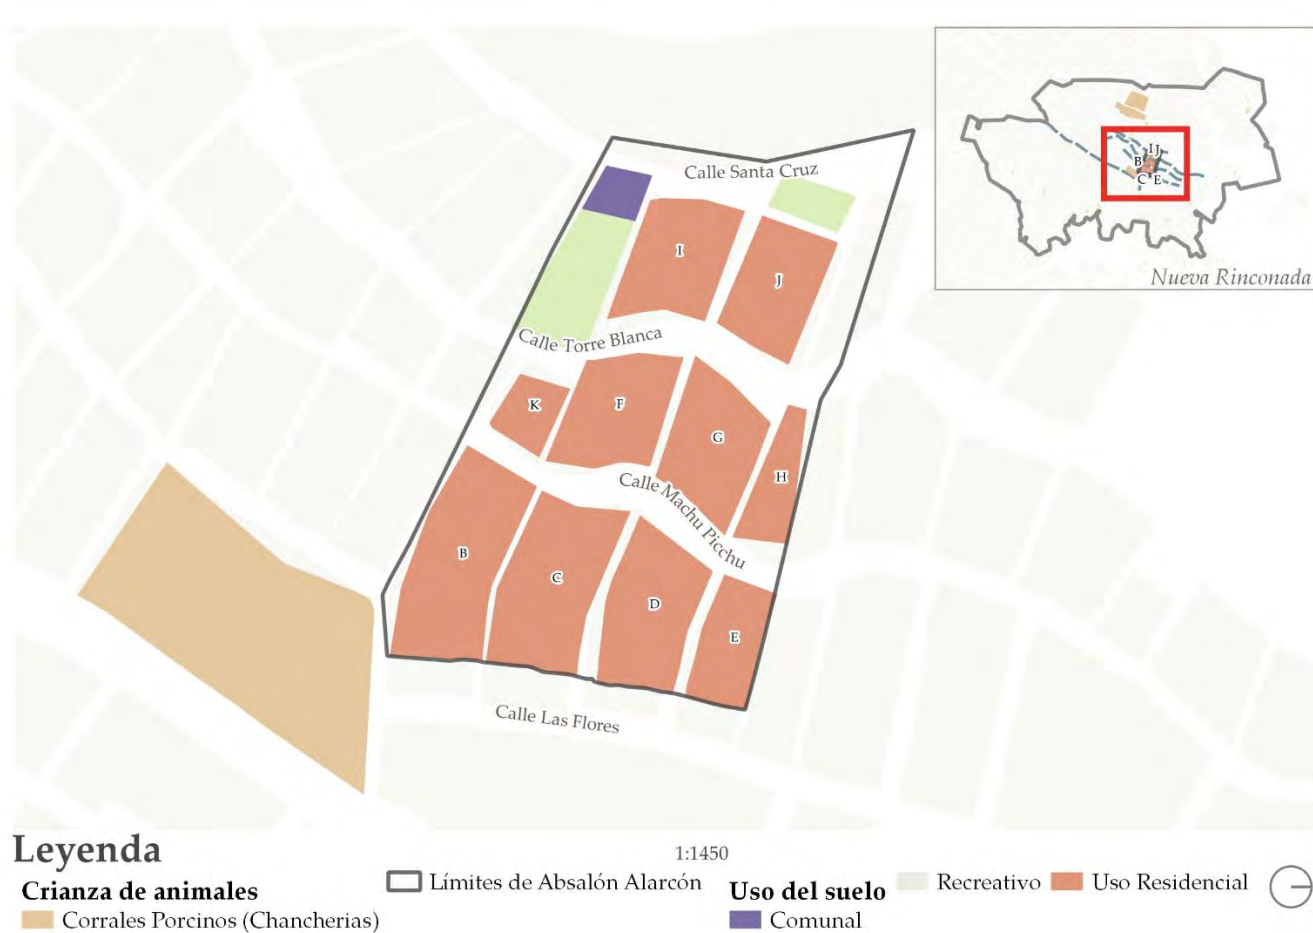 Calle Santa Cruz
I
J
Calle Torre Blanca
K
F
G
H
Calle Machu Picchu
B
C
D
E
Calle Las Flores
I J
B
C E
Nueva Rinconada
Leyenda
1:1450
Crianza de animales
Corrales Porcinos (Chancherias)
Límites de Absalón Alarcón
Uso del suelo
Comunal
Recreativo
Uso Residencial